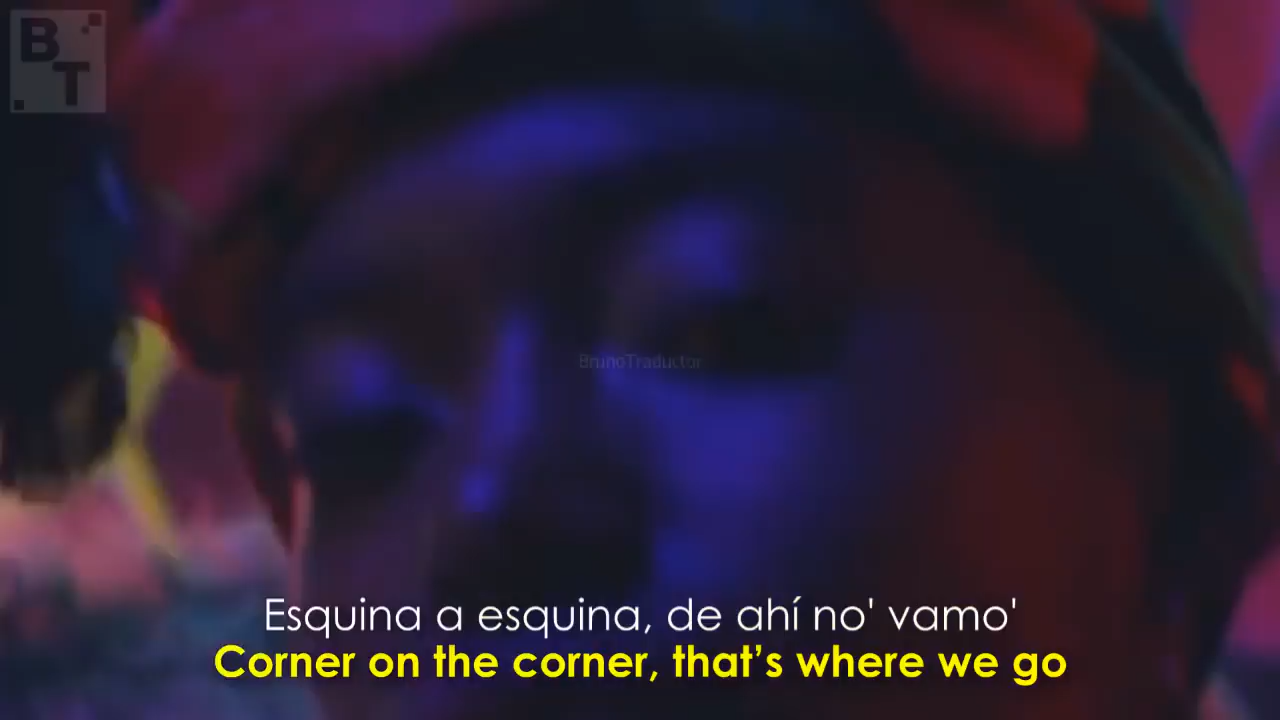 B
T
BrunoTraductor
Esquina a esquina, de ahí no' vamo'
Corner on the corner, that’s where we go